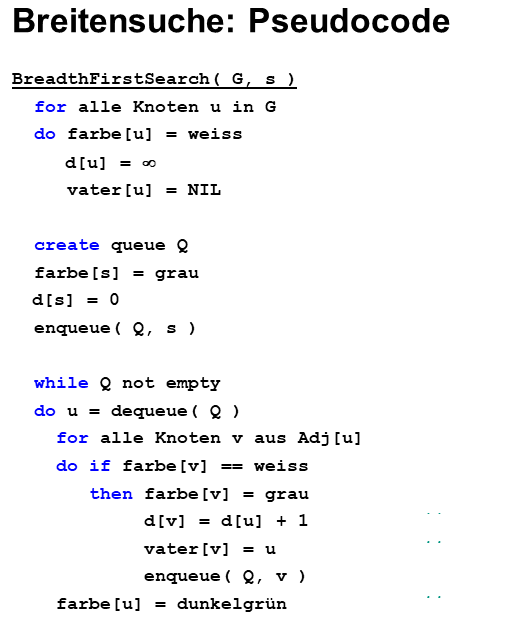 Breitensuche: Pseudocode
BreadthFirstSearch( G, s )
for alle Knoten u in G
do farbe[u] = weiss
d[u] = ∞
vater[u] = NIL
create queue Q
farbe[s] = grau
d[s] = 0
enqueue( Q, s )
while Q not empty
do u = dequeue( Q )
for alle Knoten v aus Adj[u]
do if farbe[v] == weiss
then farbe[v] = grau
d[v] = d[u] + 1
vater[v] = u
enqueue( Q, v )
farbe[u] = dunkelgrün